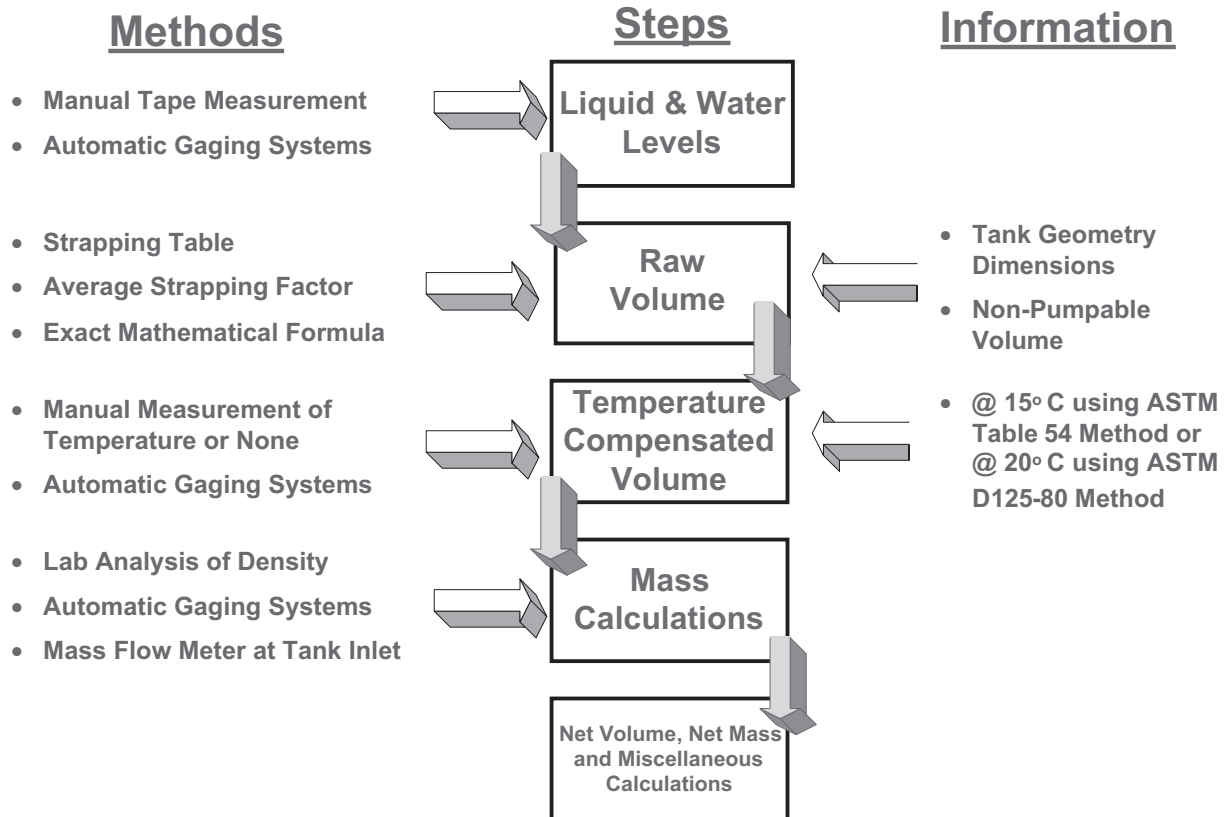 Methods
Steps
Information
• Manual Tape Measurement
• Automatic Gaging Systems
Liquid & Water
Levels
• Strapping Table
• Average Strapping Factor
• Exact Mathematical Formula
Raw
Volume
• Tank Geometry
Dimensions
• Non-Pumpable
Volume
• Manual Measurement of
Temperature or None
• Automatic Gaging Systems
Temperature
Compensated
Volume
• @ 15º C using ASTM
Table 54 Method or
@ 20º C using ASTM
D125-80 Method
• Lab Analysis of Density
• Automatic Gaging Systems
• Mass Flow Meter at Tank Inlet
Mass
Calculations
Net Volume, Net Mass
and Miscellaneous
Calculations